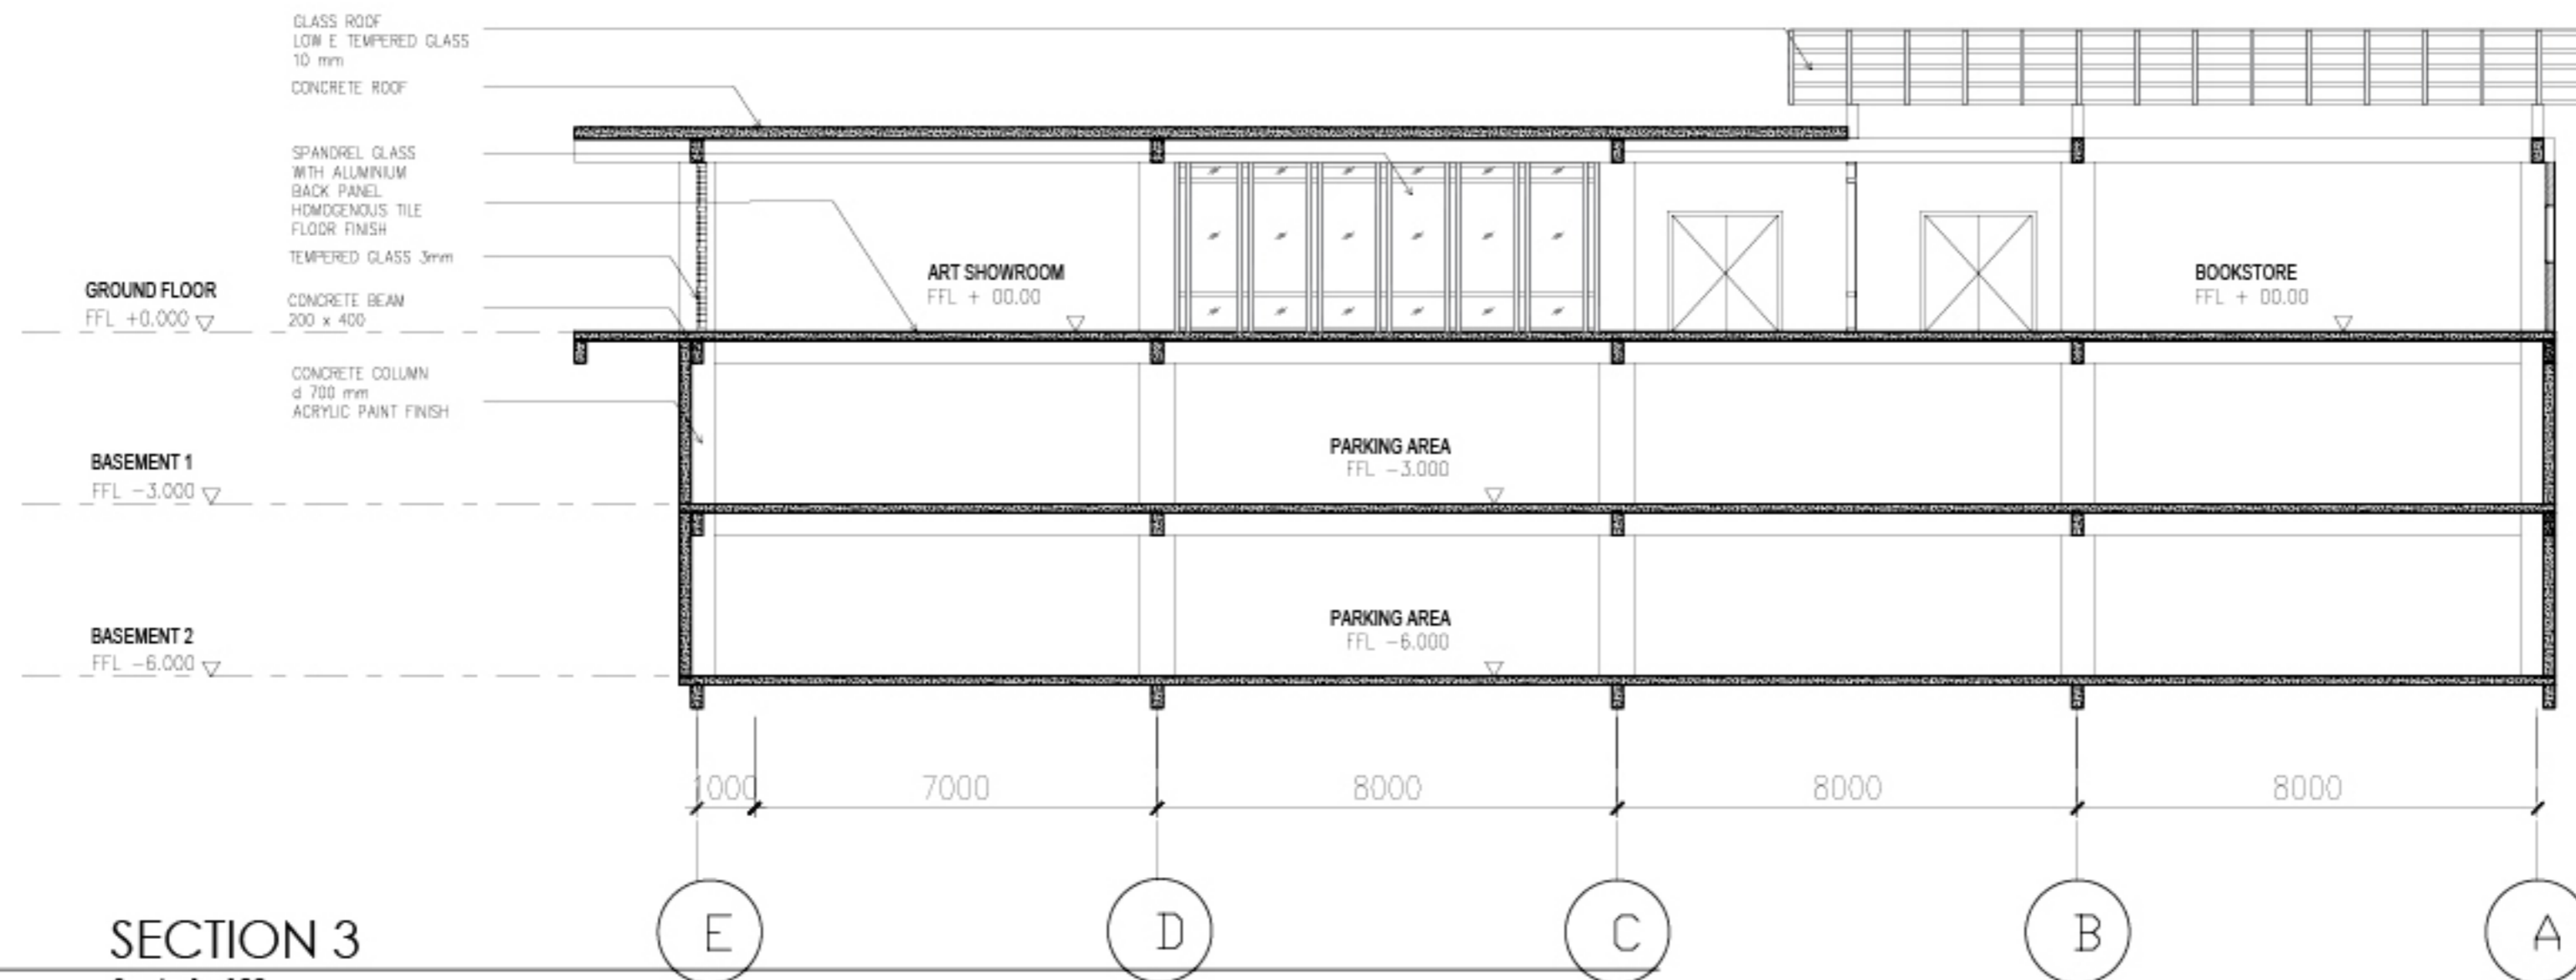 GLASS ROOF
LOW E TEMPERED GLASS
10 mm
CONCRETE ROOF
SPANDREL GLASS
WITH ALUMINIUM
BACK PANEL
HOMOGENOUS TILE
FLOOR FINISH
TEMPERED GLASS 3mm
CONCRETE BEAM
200 x 400
CONCRETE COLUMN
d 700 mm
ACRYLIC PAINT FINISH
GROUND FLOOR
FFL +0.000
BASEMENT 1
FFL -3.000
BASEMENT 2
FFL -6.000
ART SHOWROOM
FFL + 00.00
BOOKSTORE
FFL + 00.00
PARKING AREA
FFL -3.000
PARKING AREA
FFL -6.000
1000 7000 8000 8000 8000
E D C B A
SECTION 3